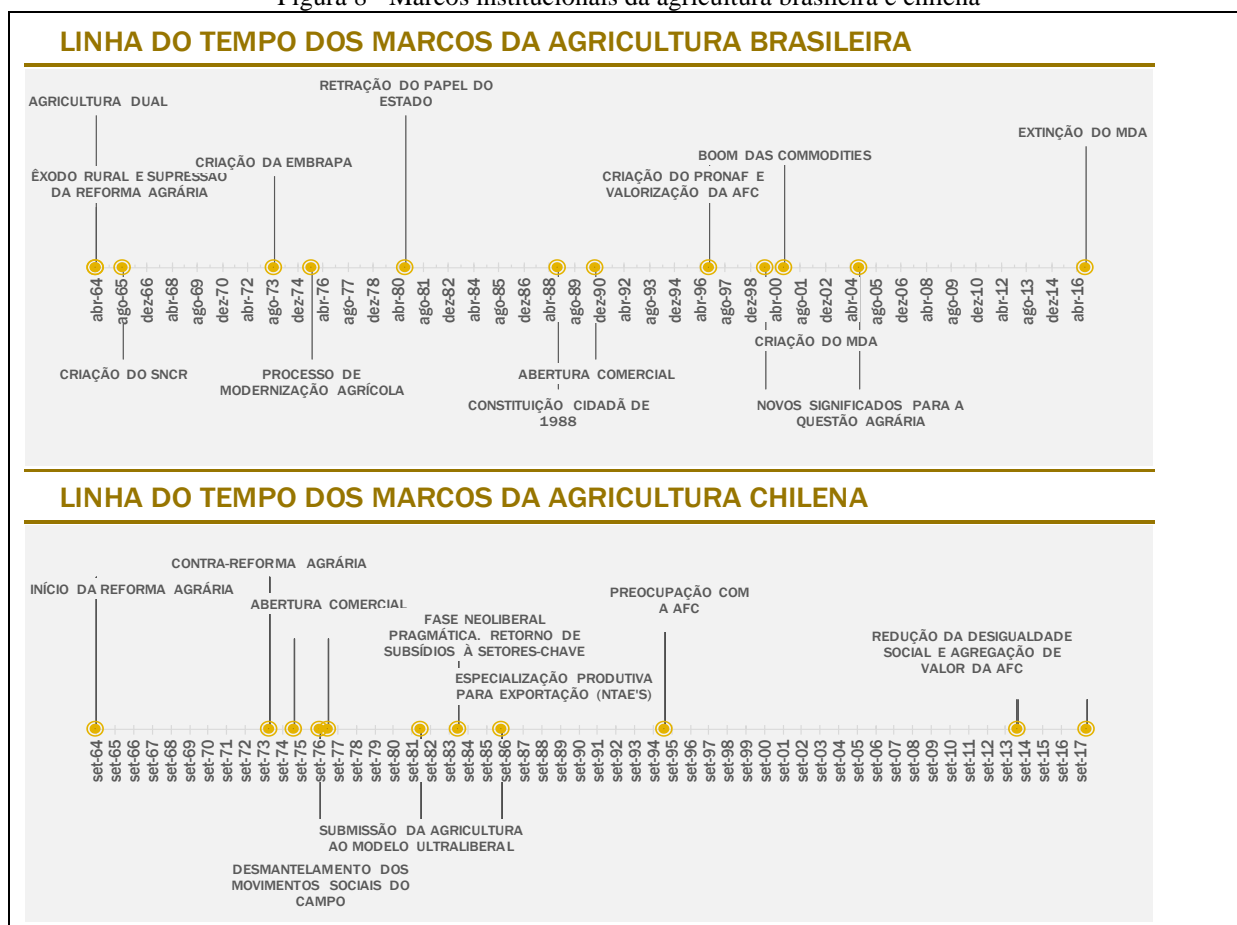 Figura 8 - Marcos institucionais da agricultura brasileira e chilena
LINHA DO TEMPO DOS MARCOS DA AGRICULTURA BRASILEIRA
RETRAÇÃO DO PAPEL DO
ESTADO
AGRICULTURA DUAL
EXTINÇÃO DO MDA
CRIAÇÃO DA EMBRAPA
BOOM DAS COMMODITIES
ÊXODO RURAL E SUPRESSÃO
DA REFORMA AGRÁRIA
CRIAÇÃO DO PRONAF E
VALORIZAÇÃO DA AFC
abr-64
ago-65
dez-66
abr-68
ago-69
dez-70
abr-72
ago-73
dez-74
abr-76
ago-77
dez-78
abr-80
ago-81
dez-82
abr-84
ago-85
dez-86
abr-88
ago-89
dez-90
abr-92
ago-93
dez-94
abr-96
ago-97
dez-98
abr-00
ago-01
dez-02
abr-04
ago-05
dez-06
abr-08
ago-09
dez-10
abr-12
ago-13
dez-14
abr-16
CRIAÇÃO DO MDA
CRIAÇÃO DO SNCR
PROCESSO DE
MODERNIZAÇÃO AGRÍCOLA
ABERTURA COMERCIAL
CONSTITUIÇÃO CIDADÃ DE
1988
NOVOS SIGNIFICADOS PARA A
QUESTÃO AGRÁRIA
LINHA DO TEMPO DOS MARCOS DA AGRICULTURA CHILENA
CONTRA-REFORMA AGRÁRIA
INÍCIO DA REFORMA AGRÁRIA
ABERTURA COMERCIAL
PREOCUPAÇÃO COM
A AFC
FASE NEOLIBERAL
PRAGMÁTICA. RETORNO DE
SUBSÍDIOS À SETORES-CHAVE
REDUÇÃO DA DESIGUALDADE
SOCIAL E AGREGAÇÃO DE
VALOR DA AFC
ESPECIALIZAÇÃO PRODUTIVA
PARA EXPORTAÇÃO (NTAE'S)
set-64
set-65
set-66
set-67
set-68
set-69
set-70
set-71
set-72
set-73
set-74
set-75
set-76
set-77
set-78
set-79
set-80
set-81
set-82
set-83
set-84
set-85
set-86
set-87
set-88
set-89
set-90
set-91
set-92
set-93
set-94
set-95
set-96
set-97
set-98
set-99
set-00
set-01
set-02
set-03
set-04
set-05
set-06
set-07
set-08
set-09
set-10
set-11
set-12
set-13
set-14
set-15
set-16
set-17
SUBMISSÃO DA AGRICULTURA
AO MODELO ULTRALIBERAL
DESMANTELAMENTO DOS
MOVIMENTOS SOCIAIS DO
CAMPO